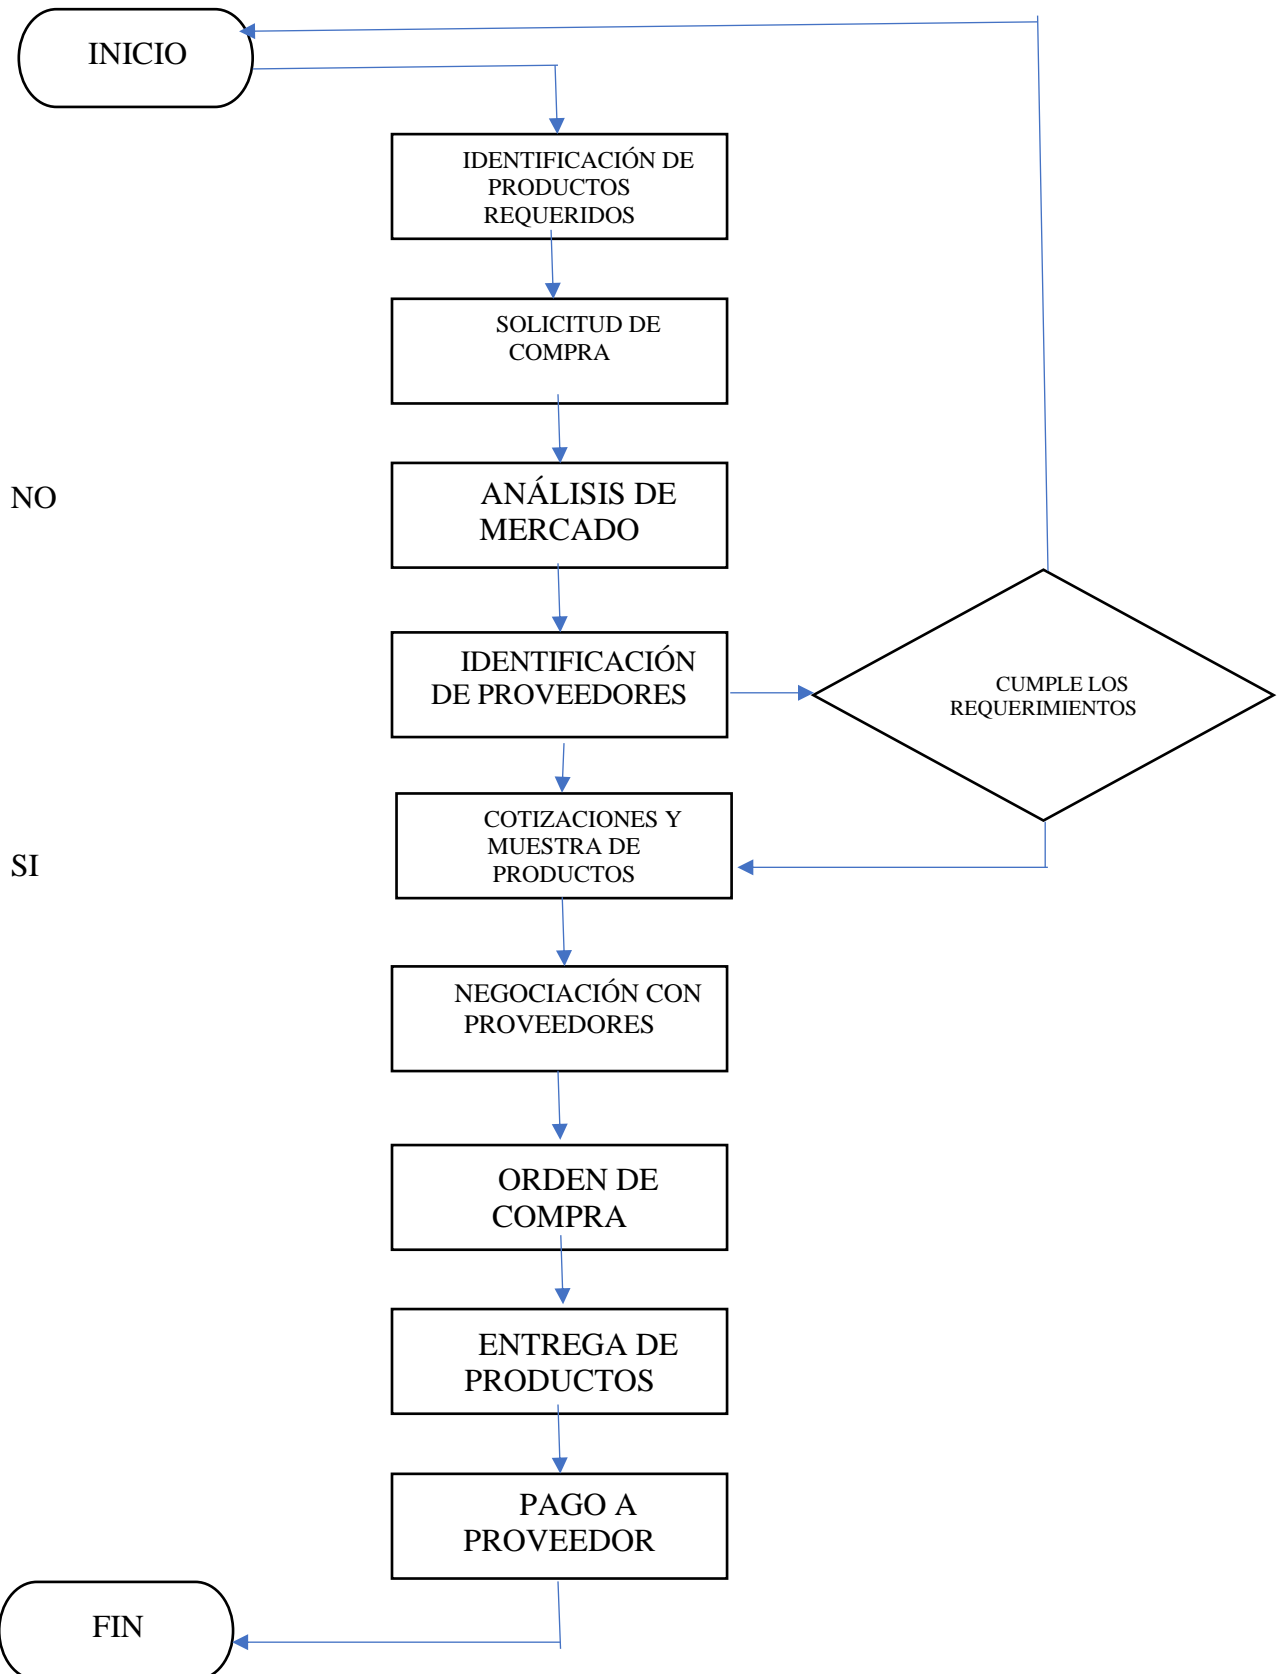 INICIO
IDENTIFICACIÓN DE
PRODUCTOS
REQUERIDOS
SOLICITUD DE
COMPRA
NO
ANÁLISIS DE
MERCADO
IDENTIFICACIÓN
DE PROVEEDORES
CUMPLE LOS
REQUERIMIENTOS
SI
COTIZACIONES Y
MUESTRA DE
PRODUCTOS
NEGOCIACIÓN CON
PROVEEDORES
ORDEN DE
COMPRA
ENTREGA DE
PRODUCTOS
PAGO A
PROVEEDOR
FIN